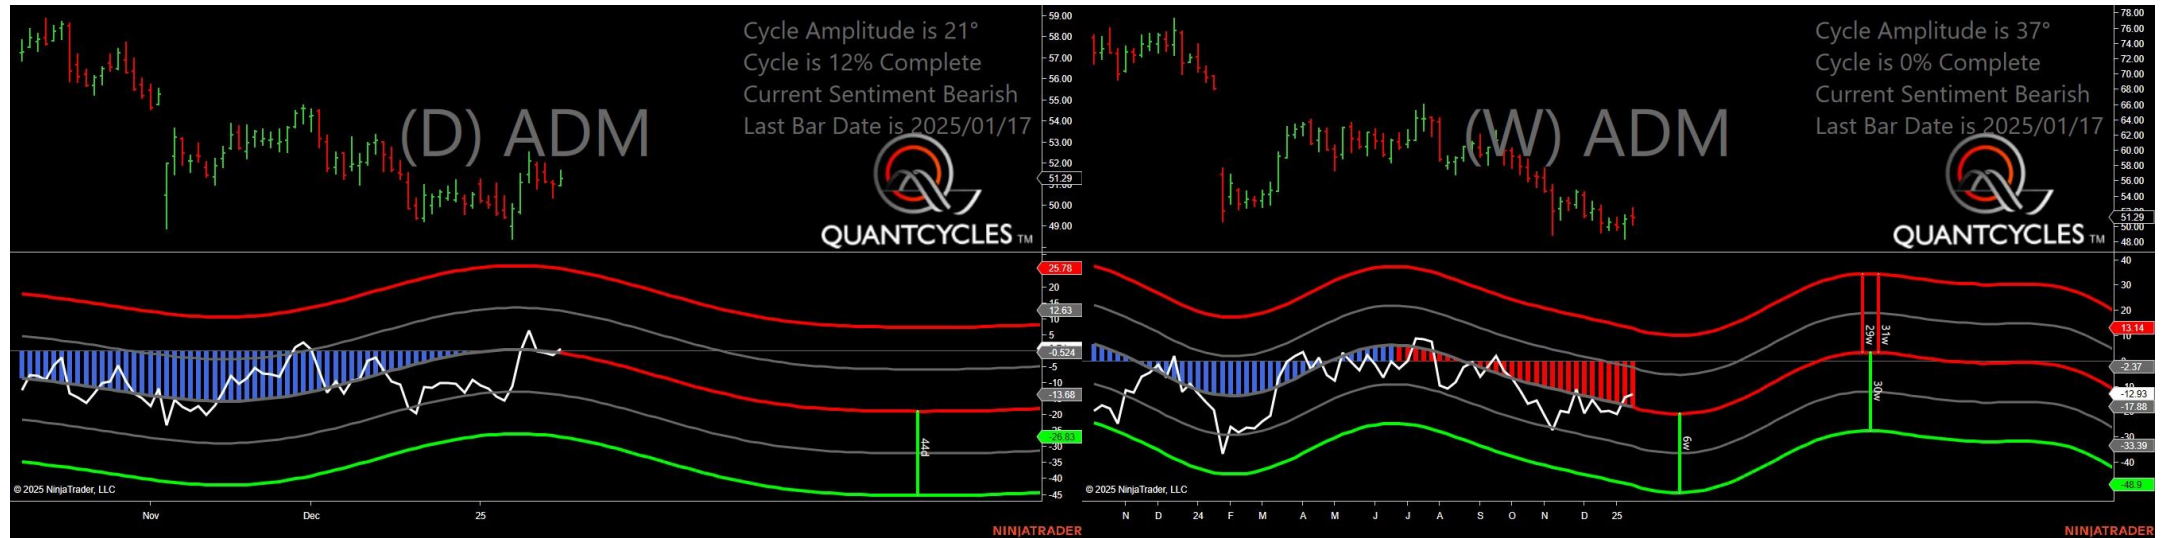 Cycle Amplitude is 21°
Cycle is 12% Complete
Current Sentiment Bearish
Last Bar Date is 2025/01/17
(D) ADM
QUANTCYCLES TM
59.00
58.00
57.00
56.00
55.00
54.00
53.00
52.00
51.29
50.00
49.00
25.78
20
15
12.63
10
5
-0.524
-5
-10
-13.68
-20
-25
-26.83
-30
-35
-40
-45
44d
© 2025 NinjaTrader, LLC
Nov
Dec
25
NINJATRADER
Cycle Amplitude is 37°
Cycle is 0% Complete
Current Sentiment Bearish
Last Bar Date is 2025/01/17
(W) ADM
QUANTCYCLES TM
78.00
76.00
74.00
72.00
70.00
68.00
66.00
64.00
62.00
60.00
58.00
56.00
54.00
51.29
50.00
48.00
40
30
20
13.14
-2.37
-12.93
-17.88
-33.39
-40
-48.9
29w
31w
30w
6w
© 2025 NinjaTrader, LLC
N D 24 F M A M J J A S O N D 25
NINJATRADER